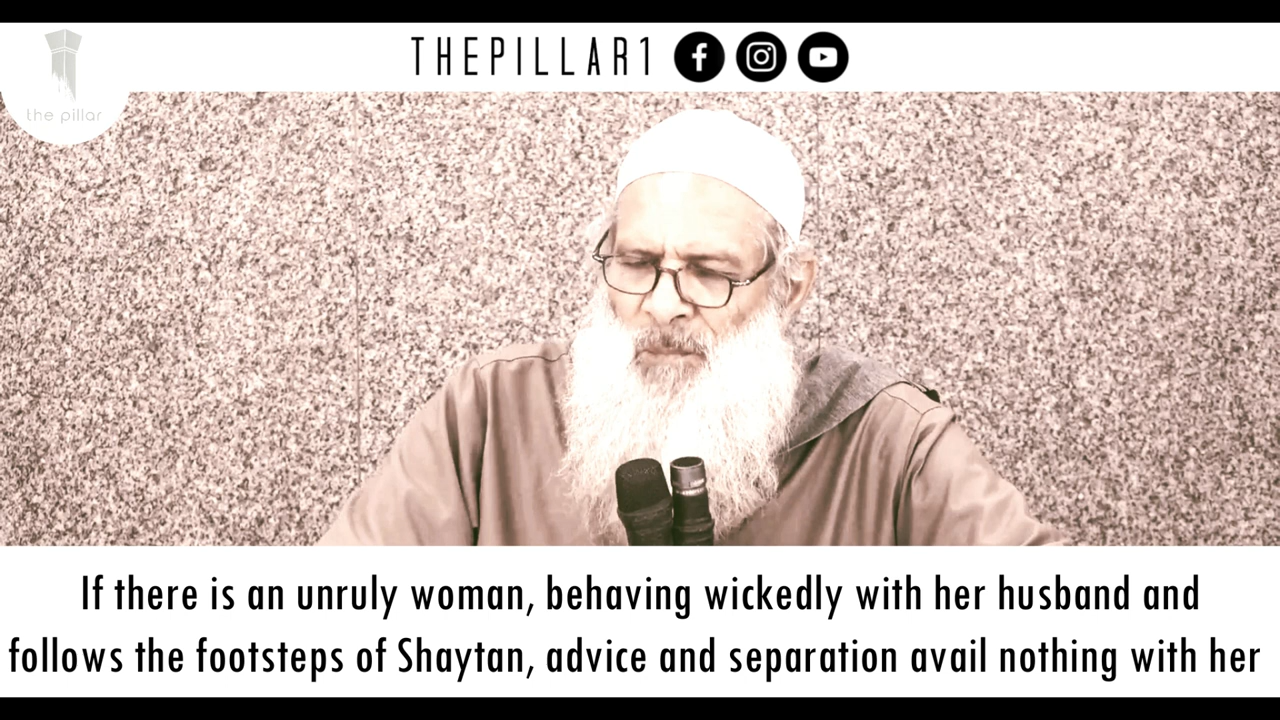 the pillar
THEPILLAR1
If there is an unruly woman, behaving wickedly with her husband and
follows the footsteps of Shaytan, advice and separation avail nothing with her